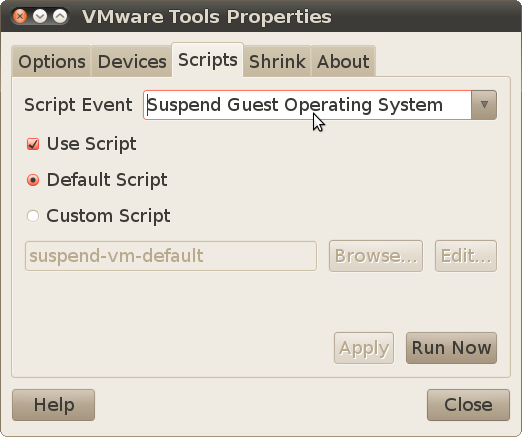 VMware Tools Properties
Options Devices Scripts Shrink About
Script Event Suspend Guest Operating System
Use Script
Default Script
Custom Script
suspend-vm-default Browse... Edit...
Apply Run Now
Help Close